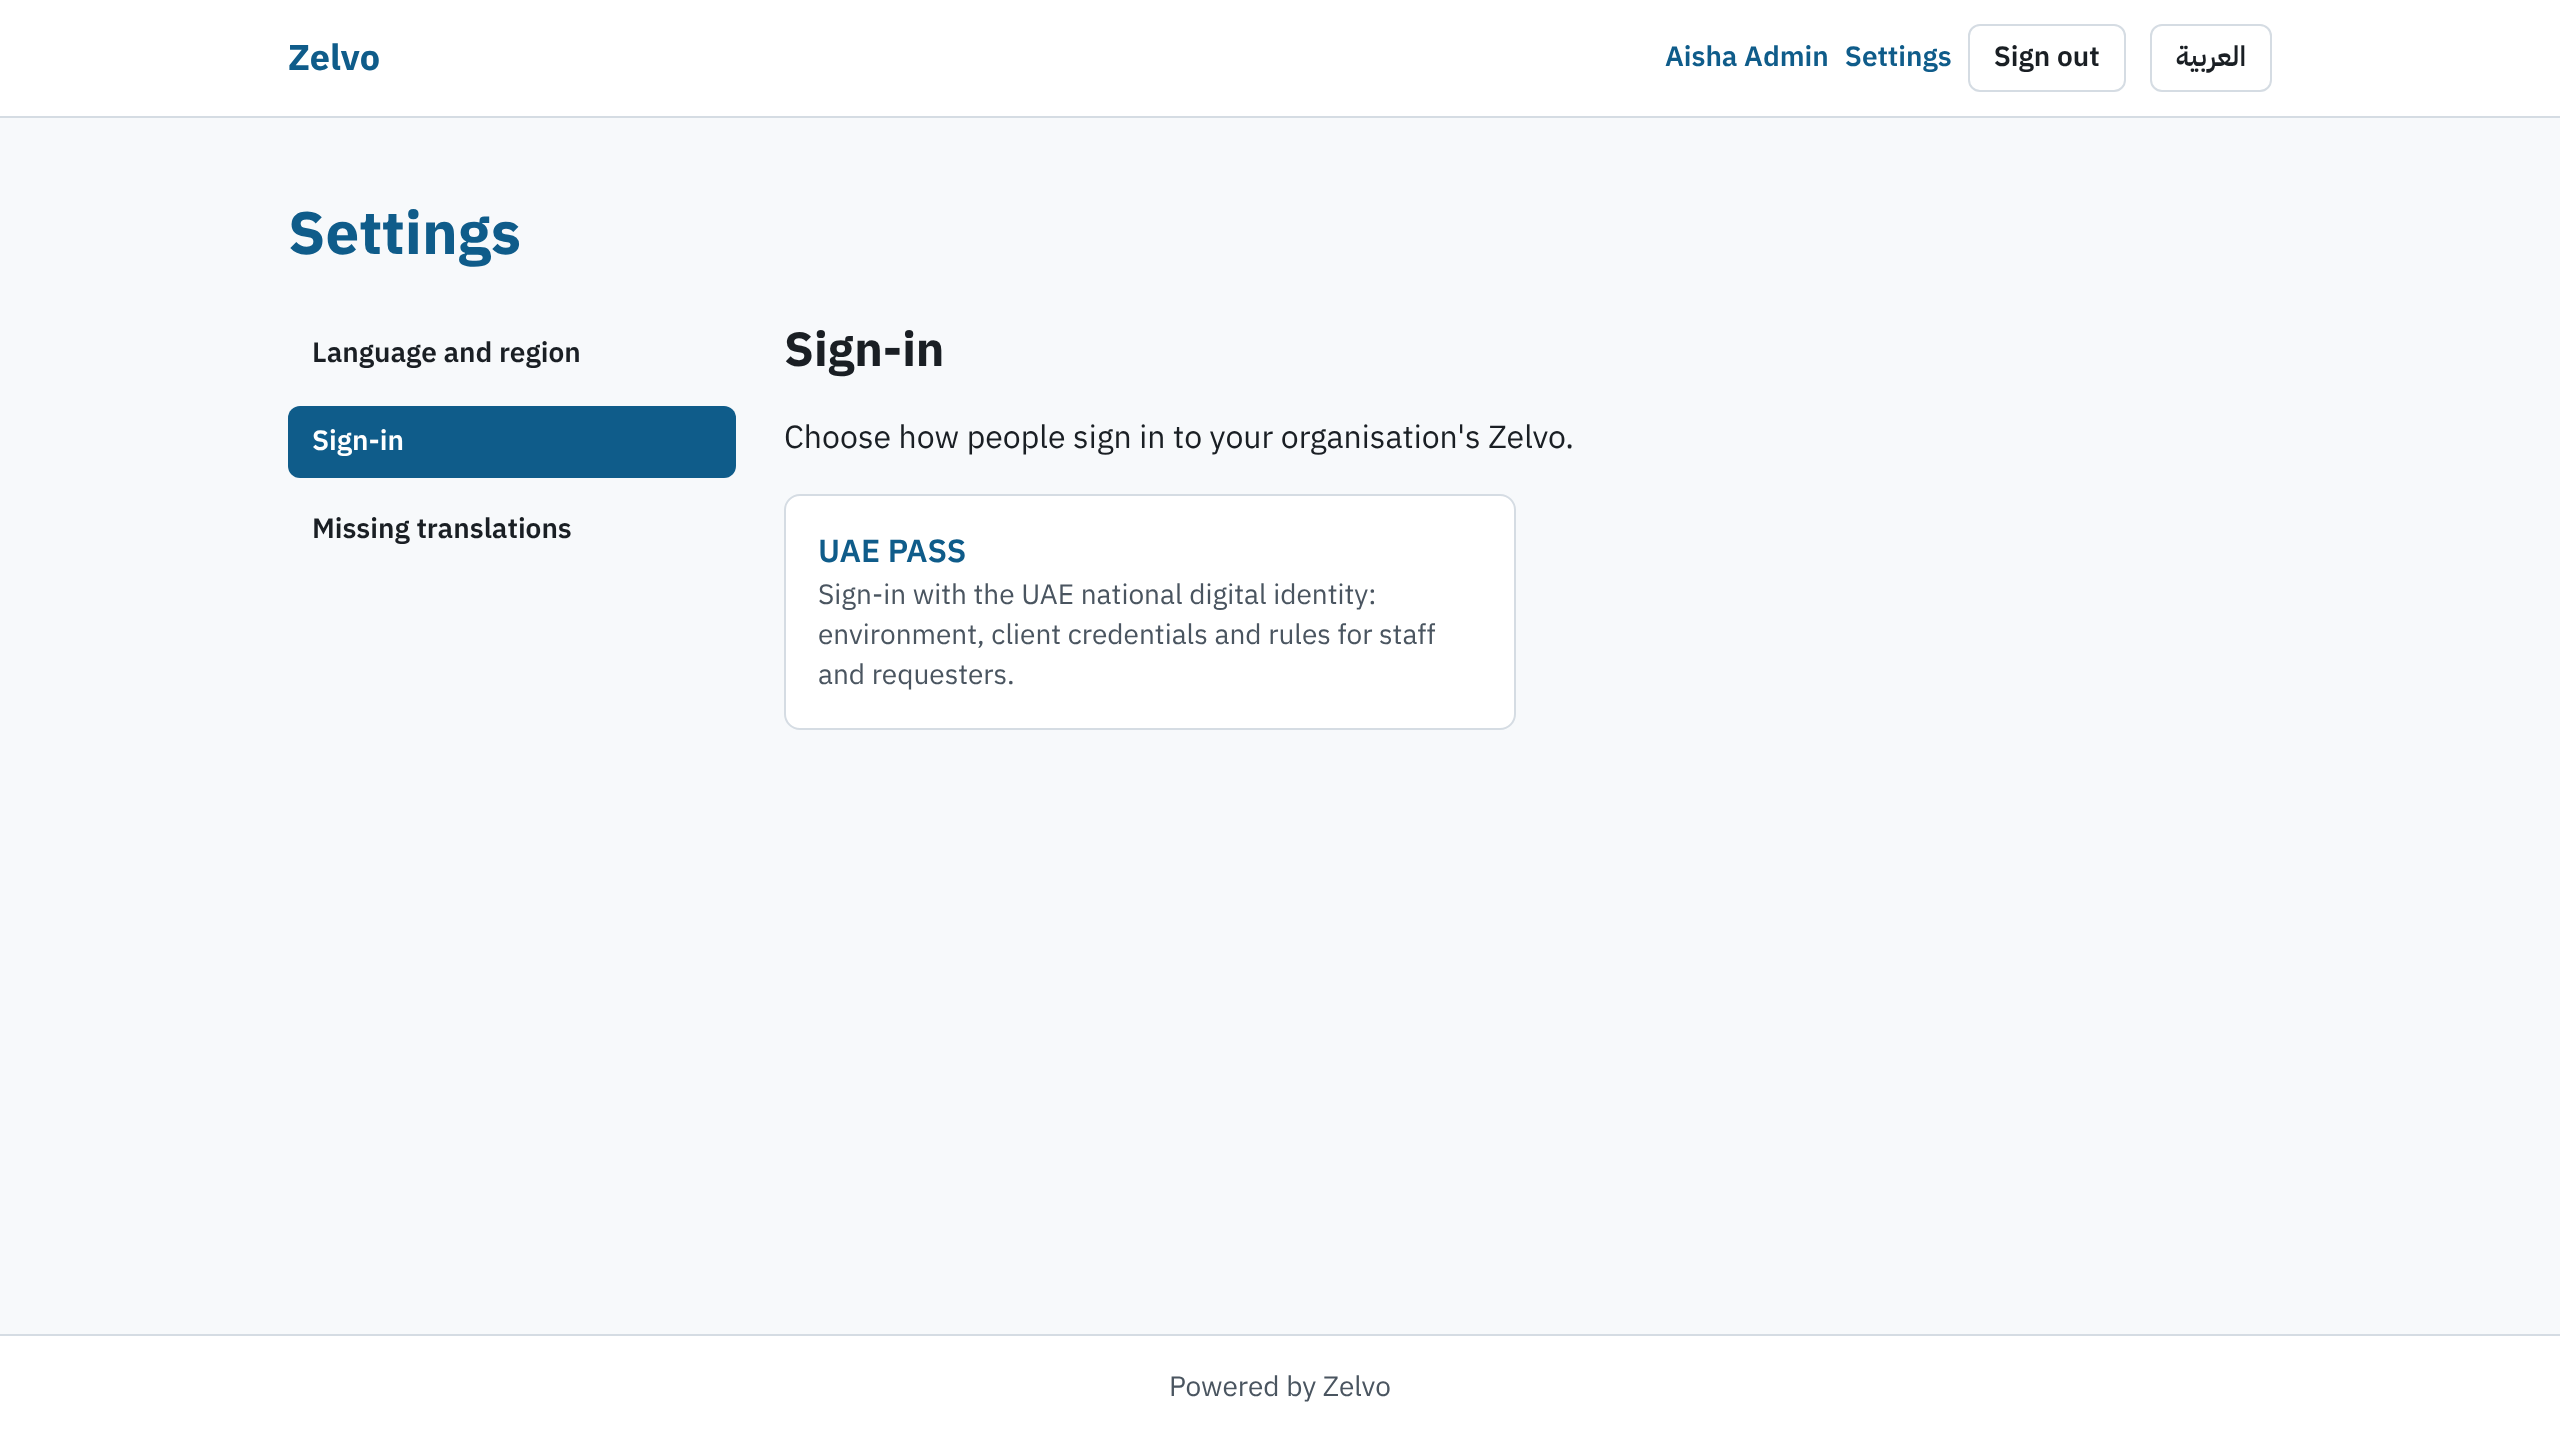 Zelvo
Aisha Admin Settings Sign out العربية
Settings
Language and region
Sign-in
Missing translations
Sign-in
Choose how people sign in to your organisation's Zelvo.
UAE PASS
Sign-in with the UAE national digital identity:
environment, client credentials and rules for staff
and requesters.
Powered by Zelvo